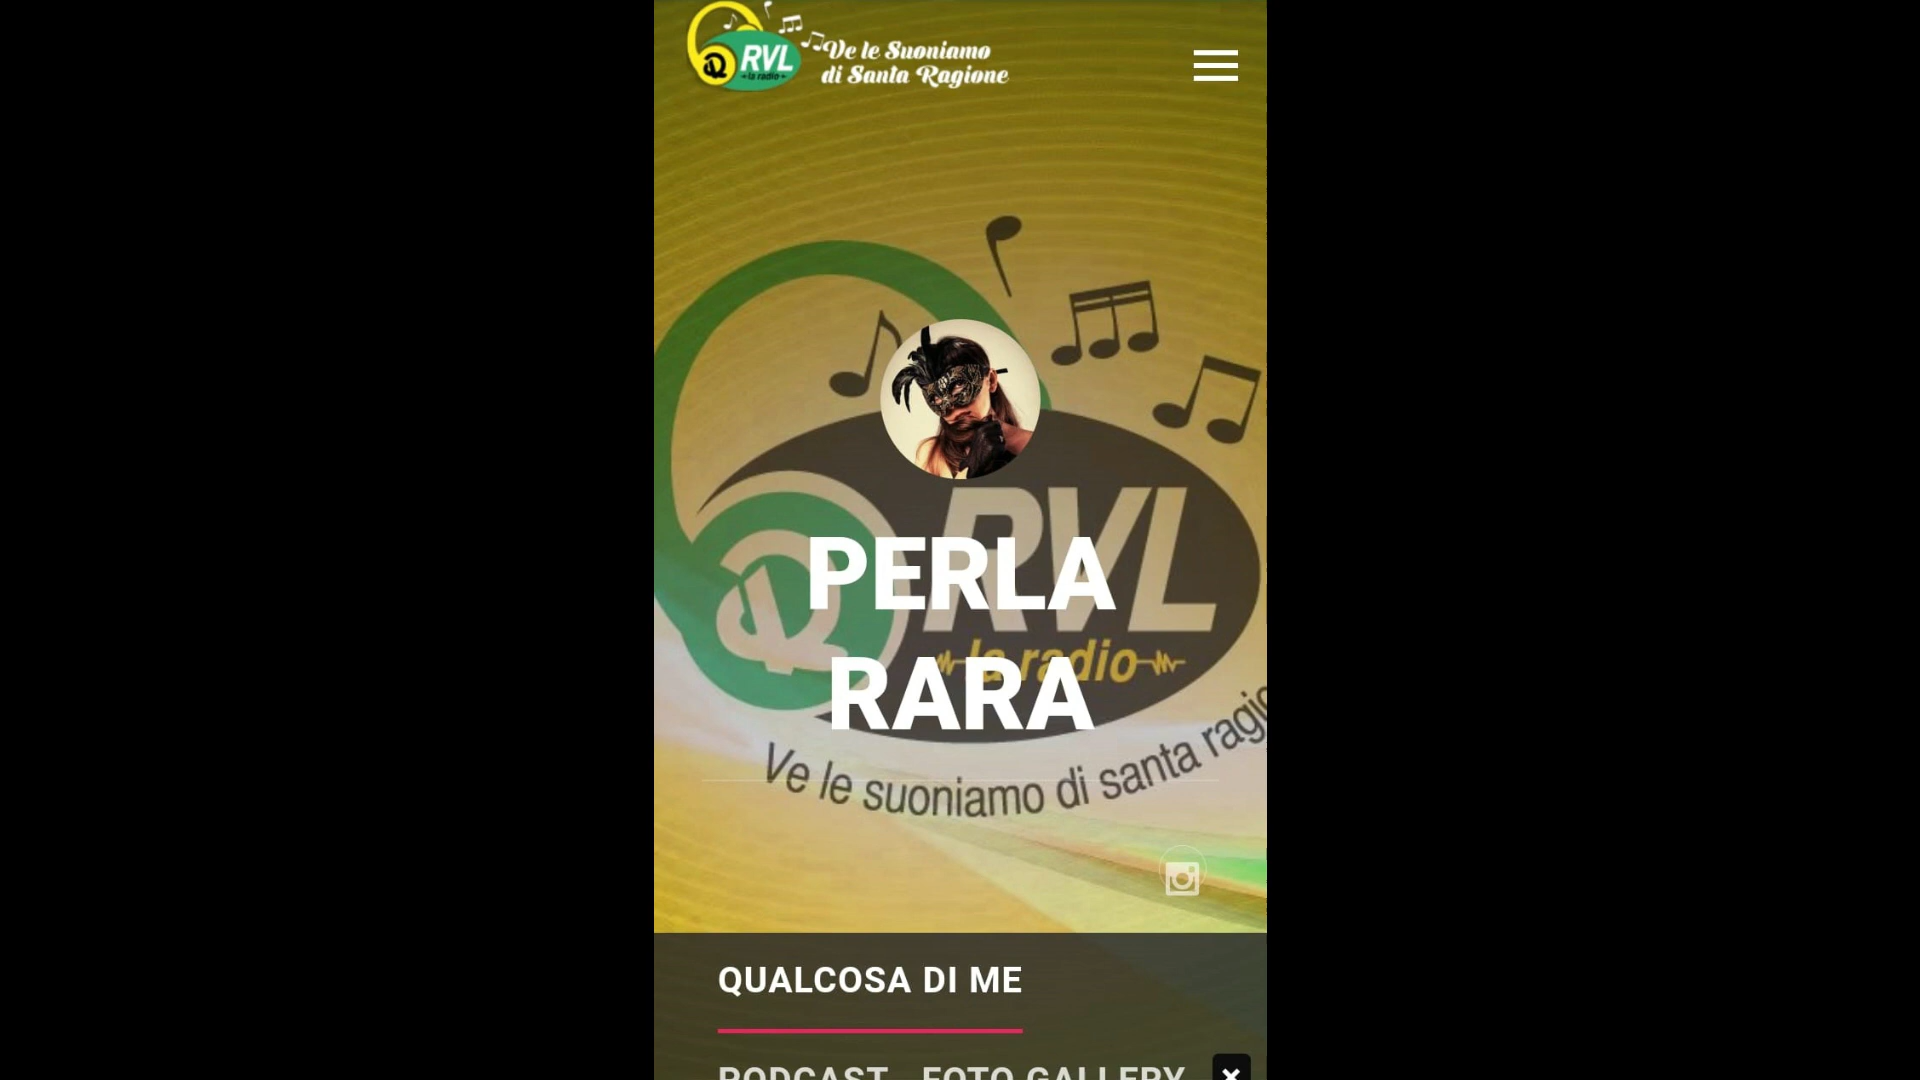 RVL
la radio
Ve le Suoniamo
di Santa Ragione
RVL
la radio
PERLA
RARA
Ve le suoniamo di santa
QUALCOSA DI ME
PODCAST FOTO GALLERY